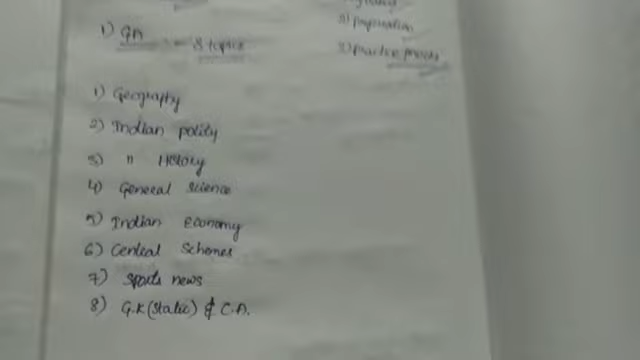 2) preparation
1) GA - 8 topics
3) practice
1) Geography
2) Indian polity
3) " History
4) General science
5) Indian Economy
6) Central Schemes
7) Sports news
8) G.K (static) & C.A.